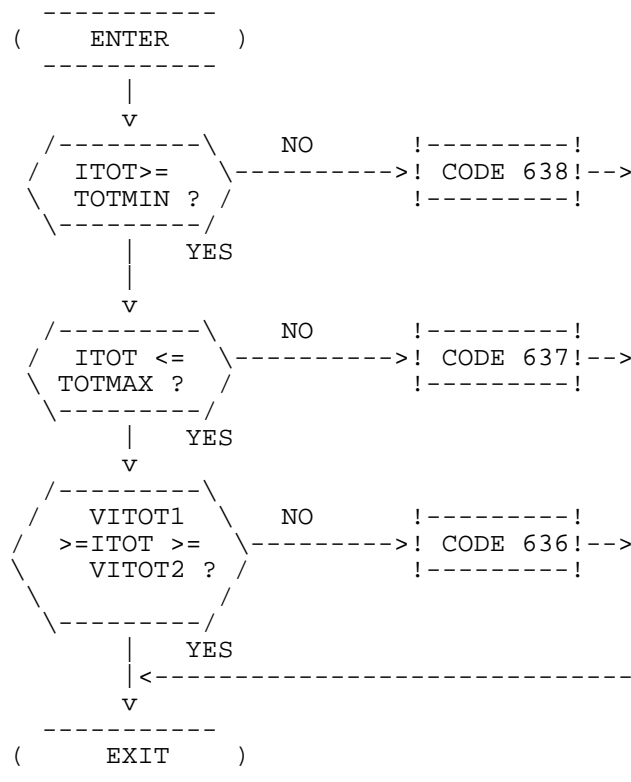 ENTER
NO
ITOT>=
CODE 638
TOTMIN ?
YES
NO
ITOT <=
CODE 637
TOTMAX ?
YES
VITOT1
NO
>=ITOT >=
CODE 636
VITOT2 ?
YES
EXIT